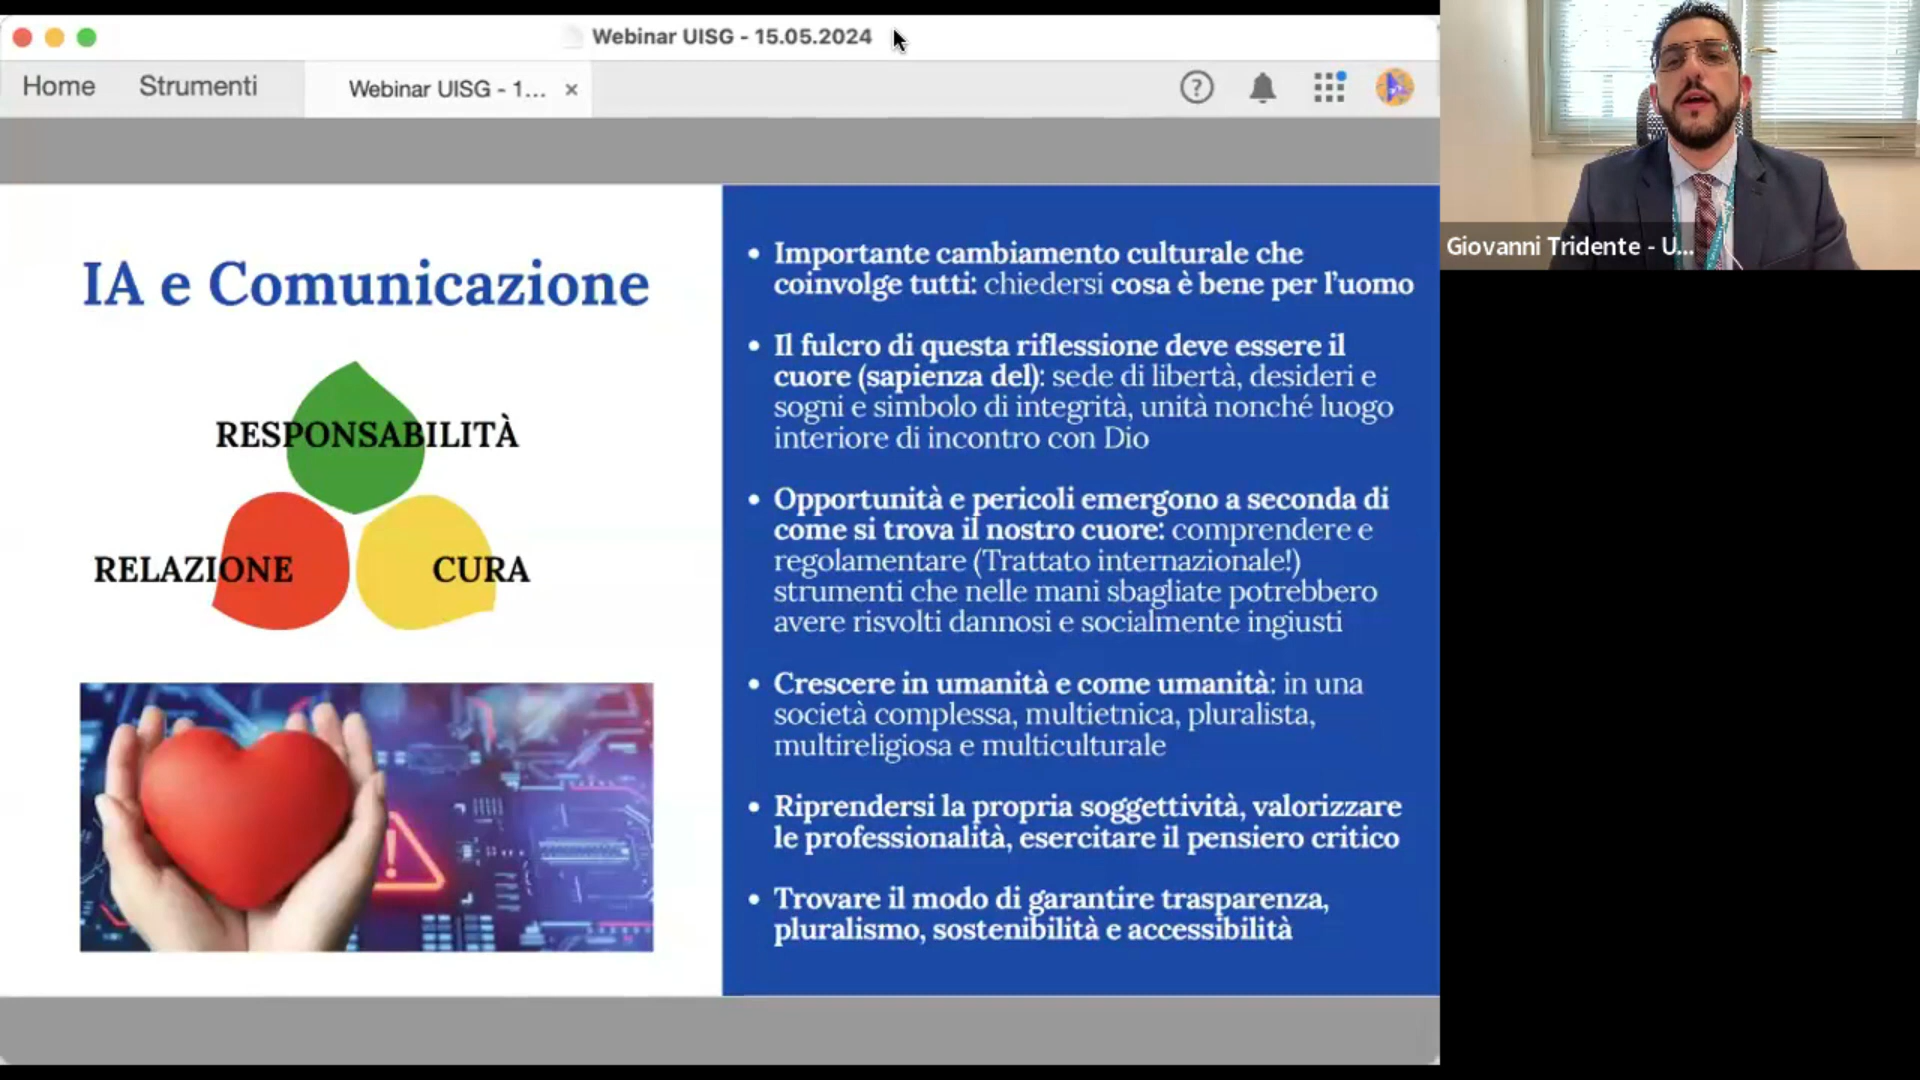 Webinar UISG - 15.05.2024
Home
Strumenti
Webinar UISG - 1...
Giovanni Tridente - U...
IA e Comunicazione
RESPONSABILITÀ
RELAZIONE
CURA
• Importante cambiamento culturale che
coinvolge tutti: chiedersi cosa è bene per l'uomo
• Il fulcro di questa riflessione deve essere il
cuore (sapienza del): sede di libertà, desideri e
sogni e simbolo di integrità, unità nonché luogo
interiore di incontro con Dio
• Opportunità e pericoli emergono a seconda di
come si trova il nostro cuore: comprendere e
regolamentare (Trattato internazionale!)
strumenti che nelle mani sbagliate potrebbero
avere risvolti dannosi e socialmente ingiusti
• Crescere in umanità e come umanità: in una
società complessa, multietnica, pluralista,
multireligiosa e multiculturale
• Riprendersi la propria soggettività, valorizzare
le professionalità, esercitare il pensiero critico
• Trovare il modo di garantire trasparenza,
pluralismo, sostenibilità e accessibilità